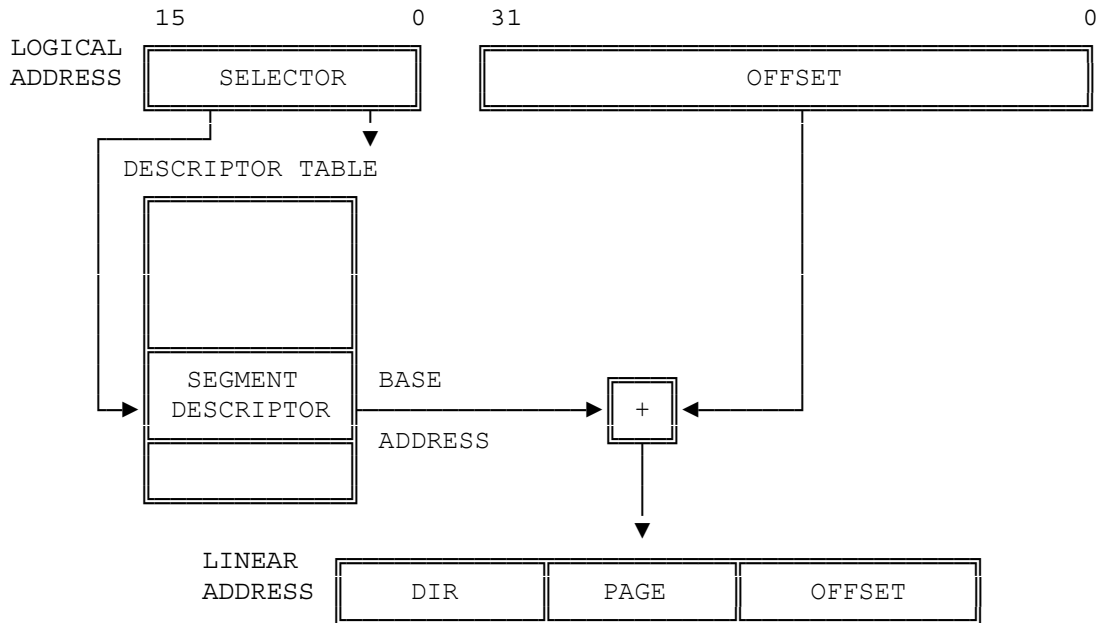 15 0 31 0
LOGICAL
ADDRESS SELECTOR OFFSET
DESCRIPTOR TABLE
SEGMENT BASE
DESCRIPTOR +
ADDRESS
LINEAR
ADDRESS DIR PAGE OFFSET